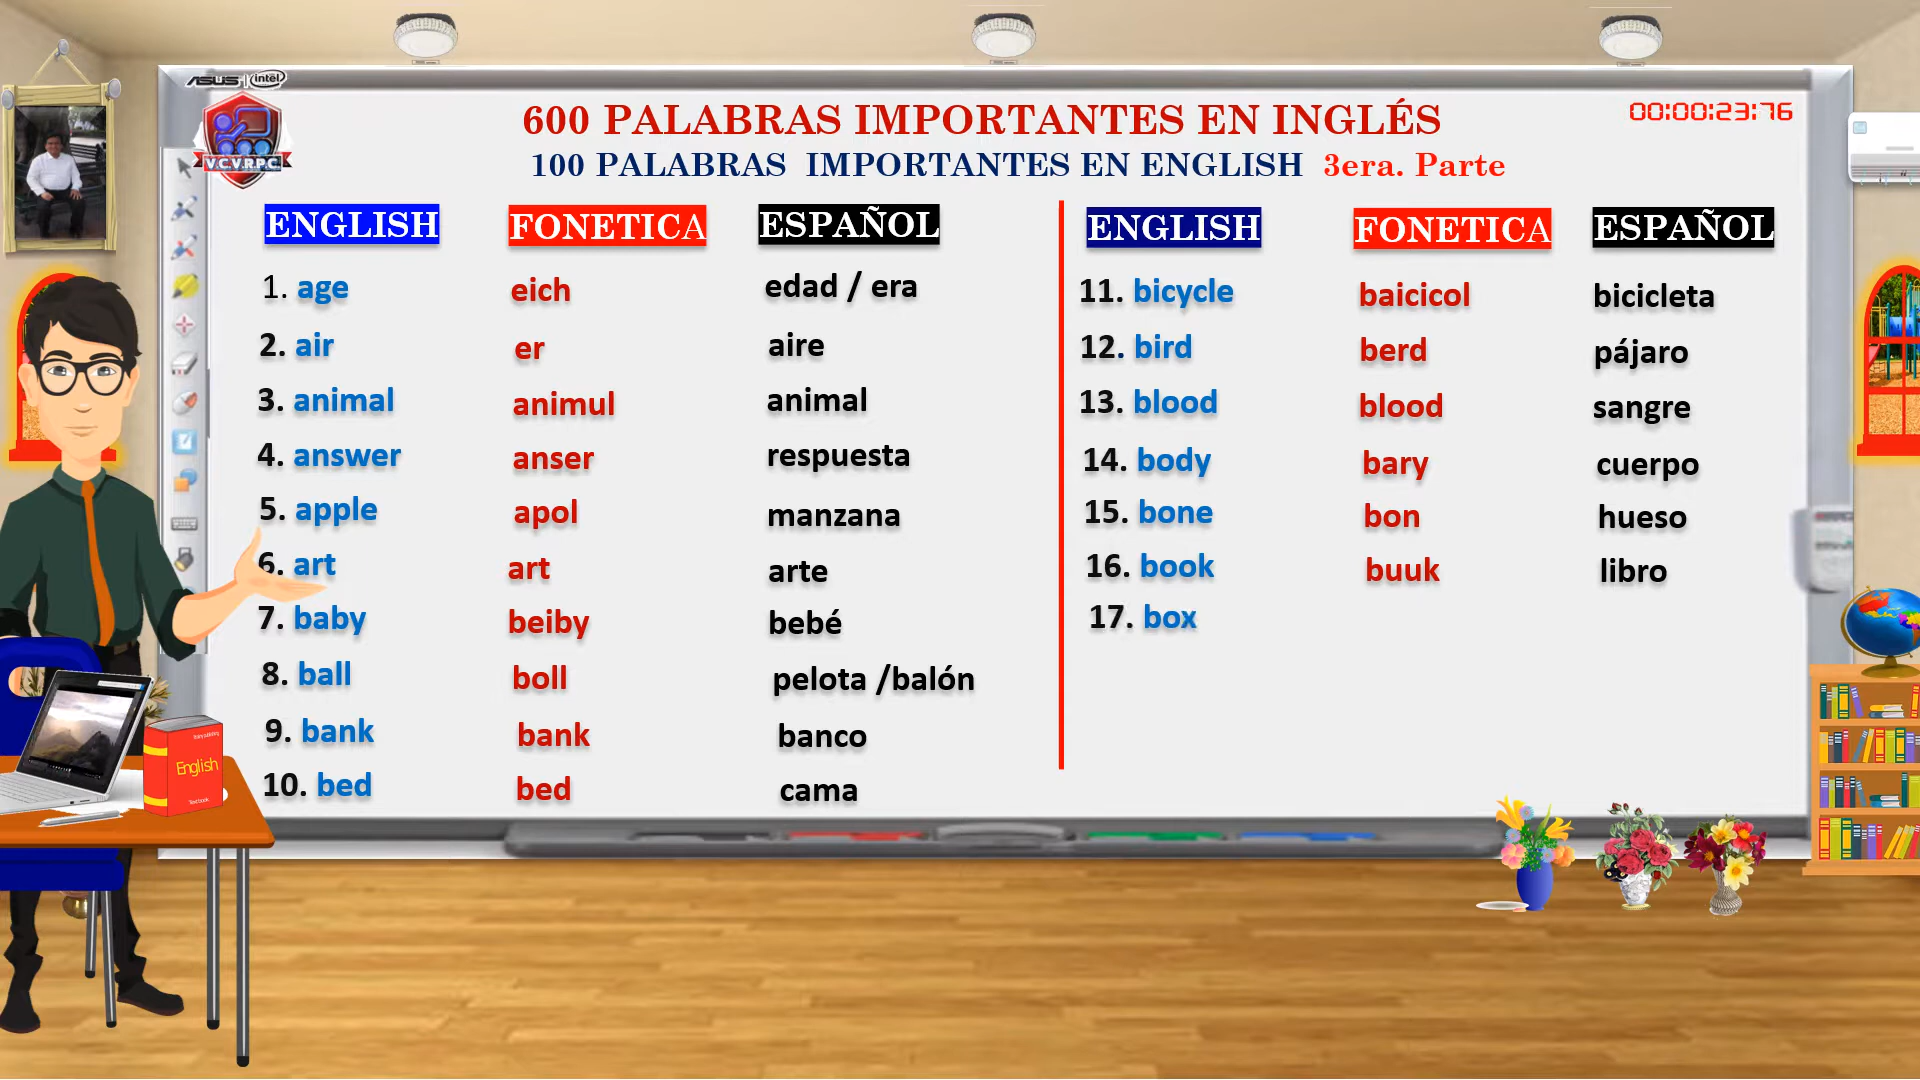 ASUS intel
V.C.V.R.P.C.
600 PALABRAS IMPORTANTES EN INGLÉS
00:00:23:76
100 PALABRAS IMPORTANTES EN ENGLISH 3era. Parte
ENGLISH FONETICA ESPAÑOL
1. age eich edad / era
2. air er aire
3. animal animul animal
4. answer anser respuesta
5. apple apol manzana
6. art art arte
7. baby beiby bebé
8. ball boll pelota /balón
9. bank bank banco
10. bed bed cama
ENGLISH FONETICA ESPAÑOL
11. bicycle baicicol bicicleta
12. bird berd pájaro
13. blood blood sangre
14. body bary cuerpo
15. bone bon hueso
16. book buuk libro
17. box
English